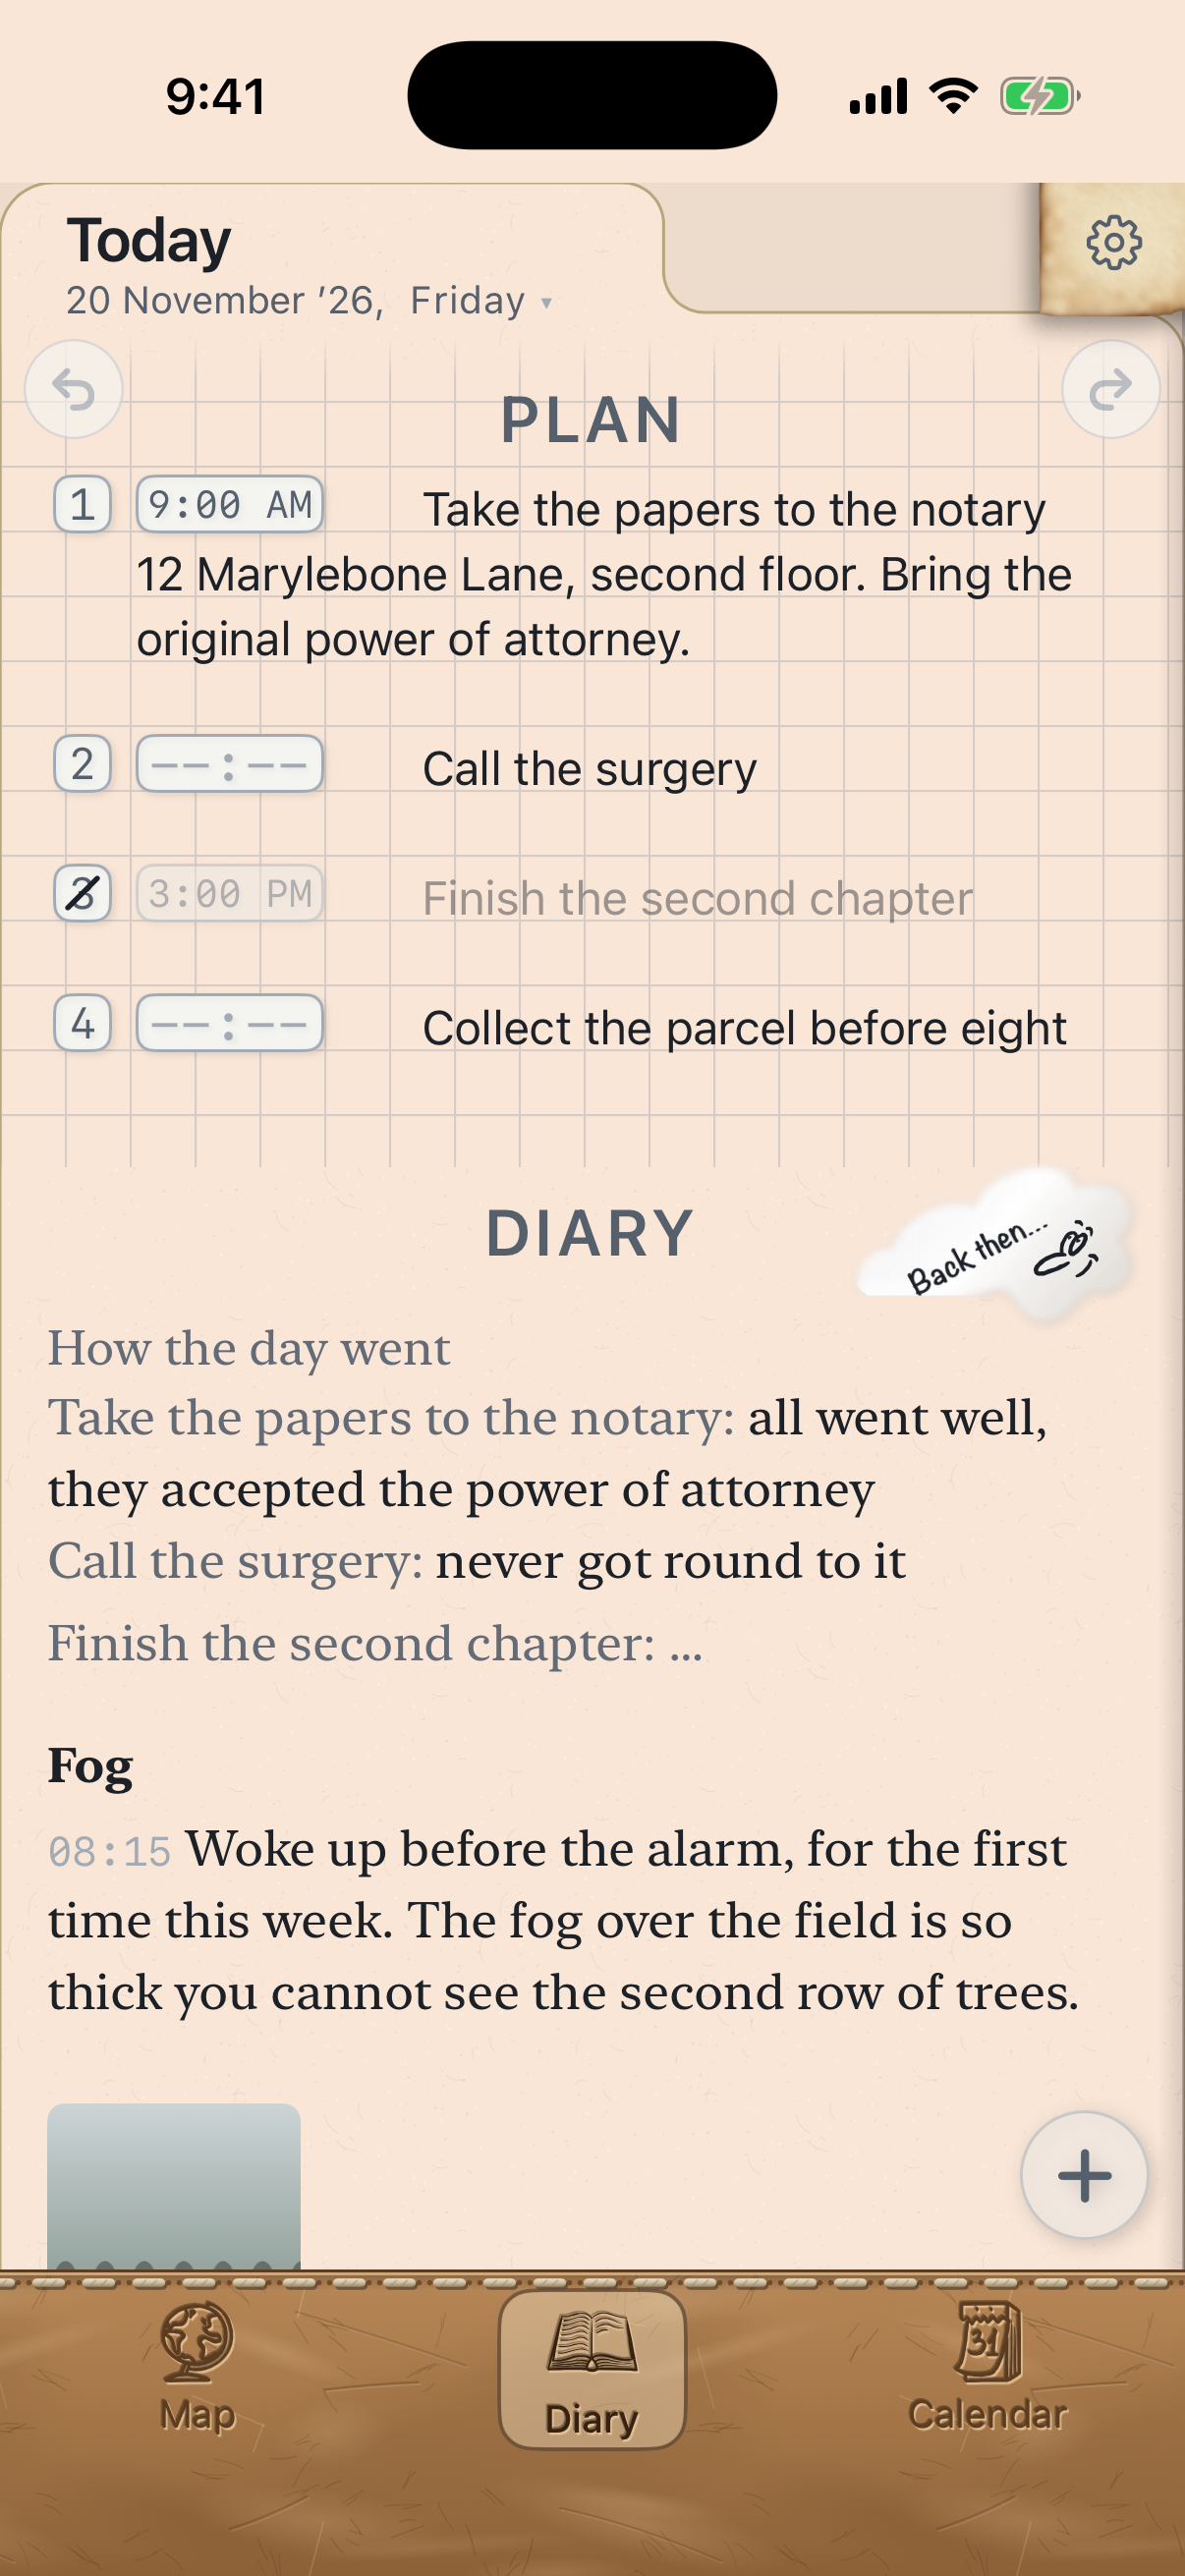 9:41
Today
20 November ’26, Friday ▾
PLAN
1 9:00 AM Take the papers to the notary
12 Marylebone Lane, second floor. Bring the
original power of attorney.
2 --:-- Call the surgery
3 3:00 PM Finish the second chapter
4 --:-- Collect the parcel before eight
DIARY
Back then...
How the day went
Take the papers to the notary: all went well,
they accepted the power of attorney
Call the surgery: never got round to it
Finish the second chapter: ...
Fog
08:15 Woke up before the alarm, for the first
time this week. The fog over the field is so
thick you cannot see the second row of trees.
31
Map
Diary
Calendar